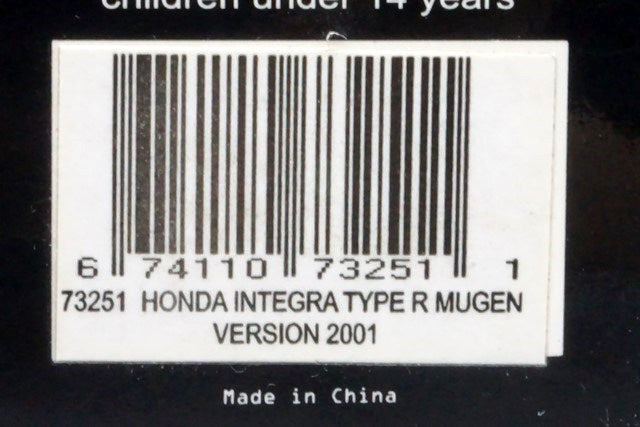 children under 14 years
6 74110 73251 1
73251 HONDA INTEGRA TYPE R MUGEN
VERSION 2001
Made in China